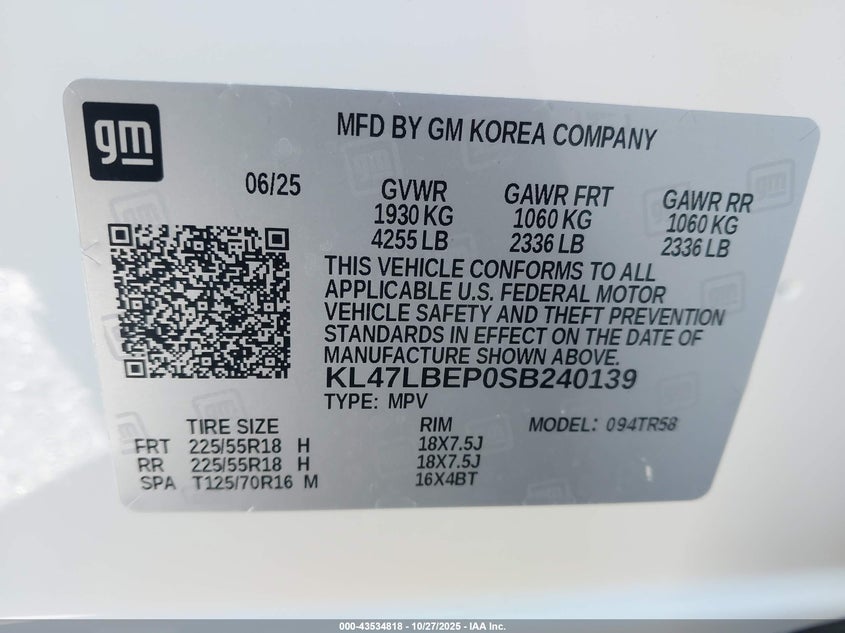 gm
MFD BY GM KOREA COMPANY
06/25
GVWR GAWR FRT GAWR RR
1930 KG 1060 KG 1060 KG
4255 LB 2336 LB 2336 LB
THIS VEHICLE CONFORMS TO ALL
APPLICABLE U.S. FEDERAL MOTOR
VEHICLE SAFETY AND THEFT PREVENTION
STANDARDS IN EFFECT ON THE DATE OF
MANUFACTURE SHOWN ABOVE.
KL47LBEP0SB240139
TYPE: MPV
TIRE SIZE RIM MODEL: 094TR58
FRT 225/55R18 H 18X7.5J
RR 225/55R18 H 18X7.5J
SPA T125/70R16 M 16X4BT
000-43534818 - 10/27/2025 - IAA Inc.